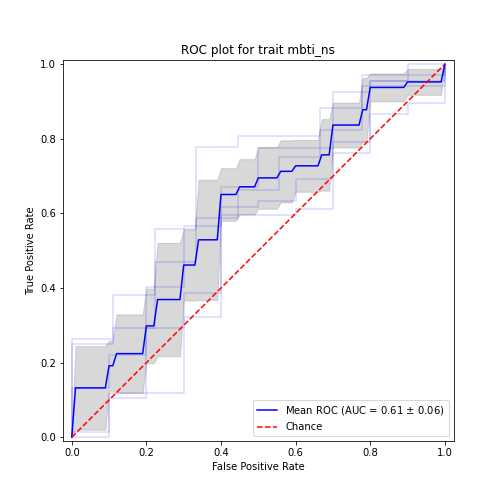 ROC plot for trait mbti_ns
1.0
0.8
0.6
0.4
0.2
0.0
True Positive Rate
Mean ROC (AUC = 0.61 ± 0.06)
Chance
0.0 0.2 0.4 0.6 0.8 1.0
False Positive Rate